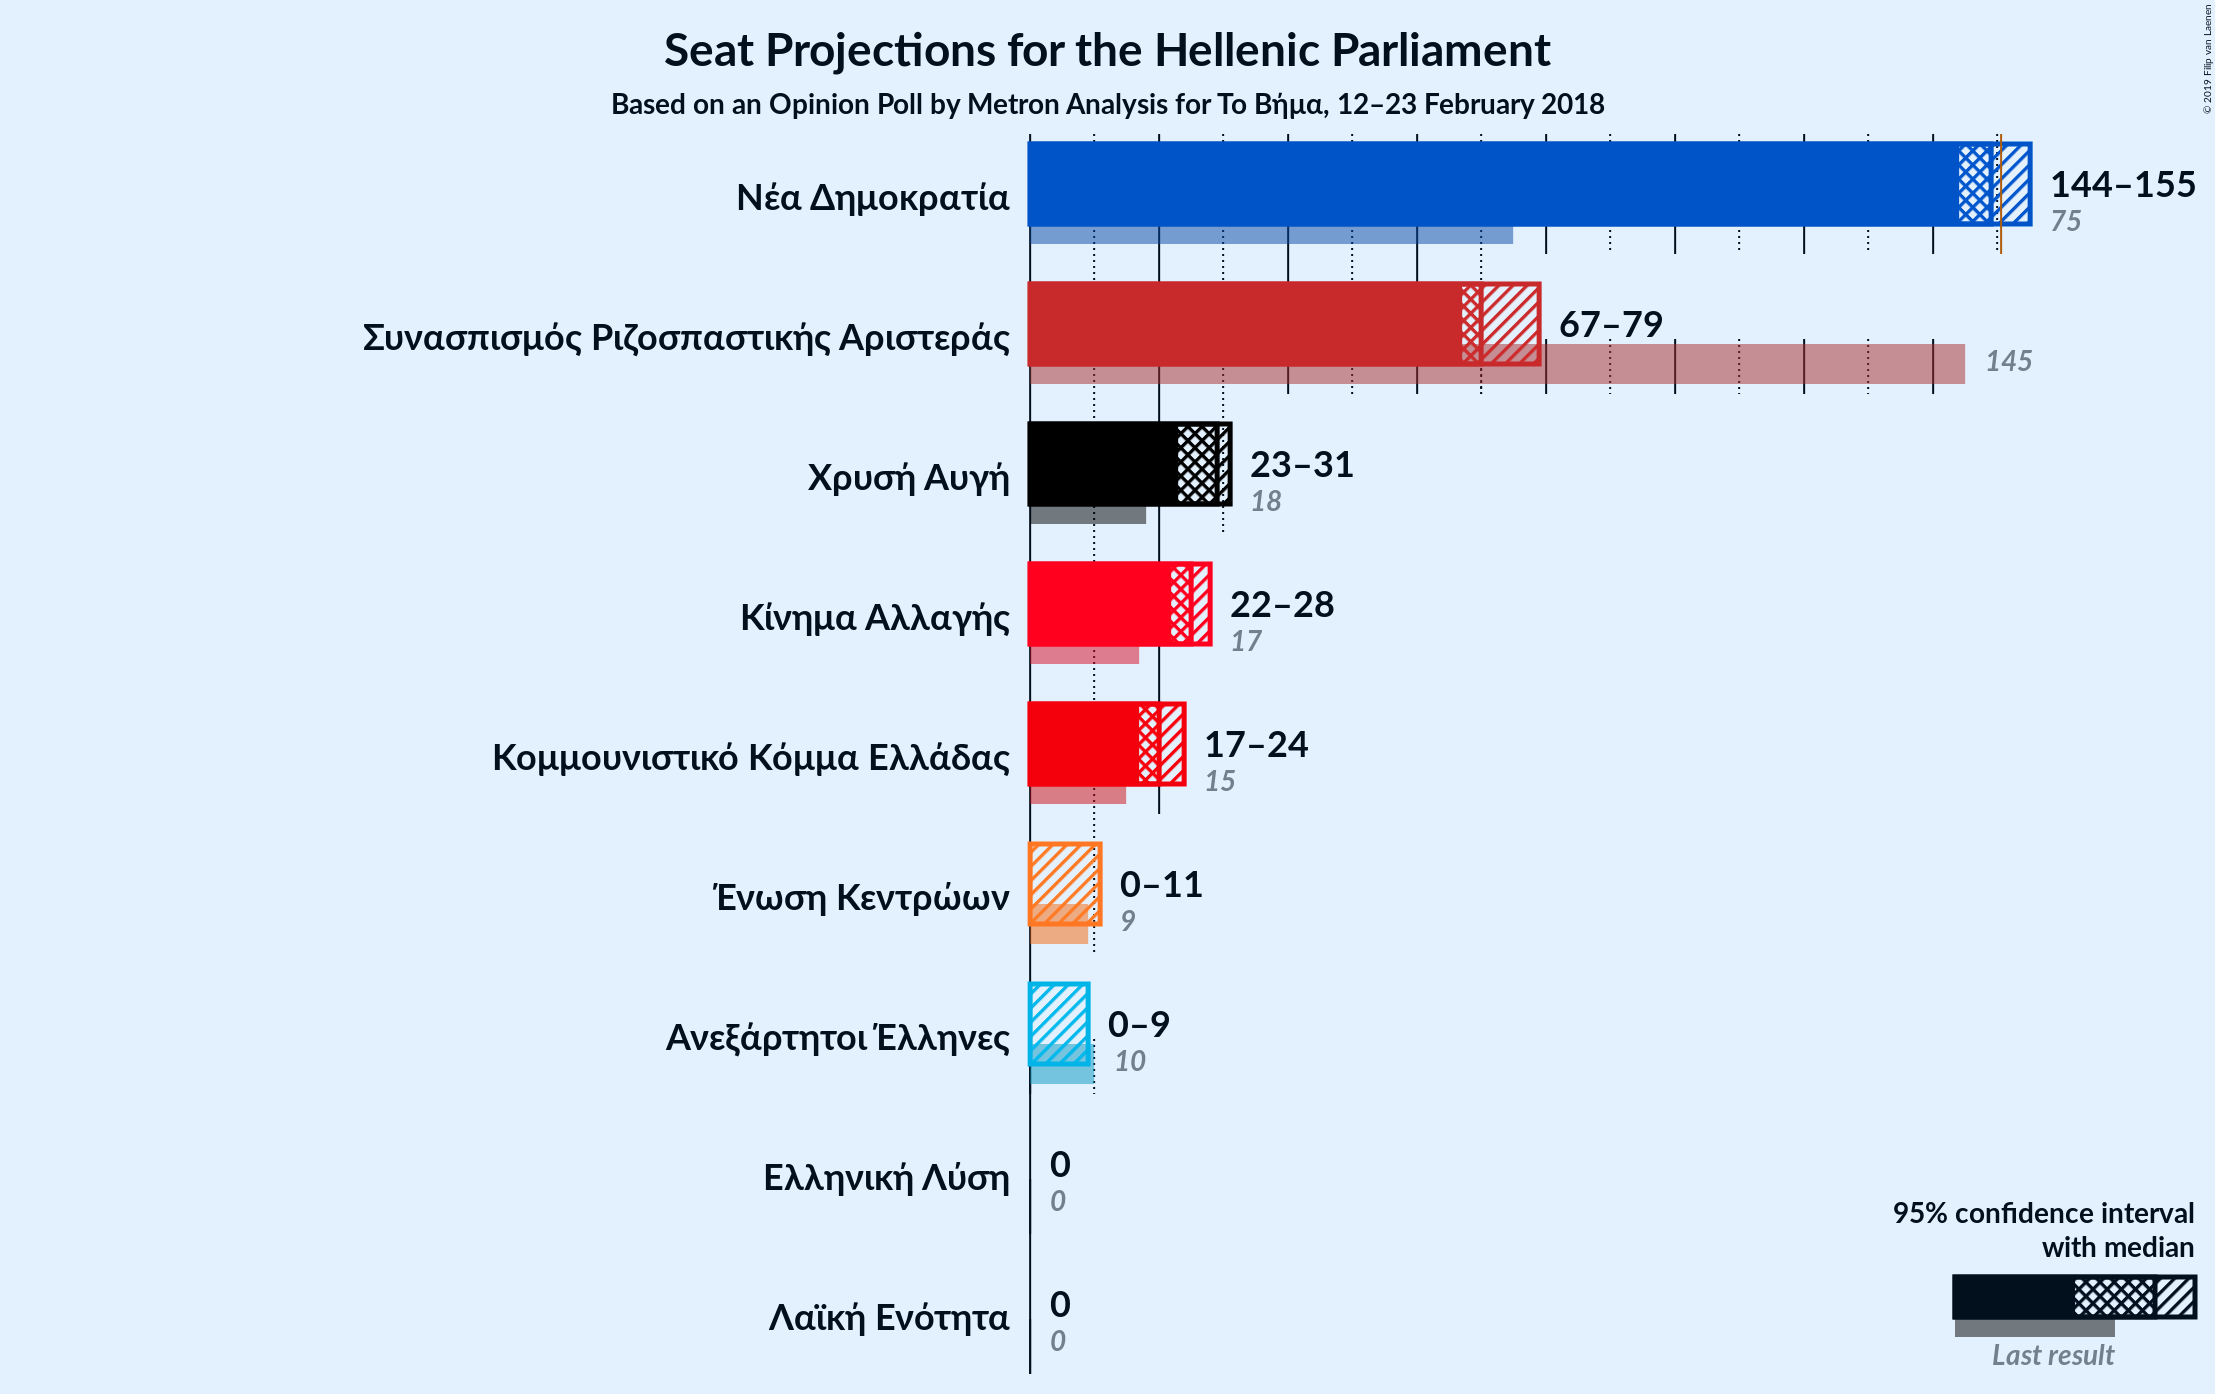 Seat Projections for the Hellenic Parliament
Based on an Opinion Poll by Metron Analysis for Το Βήμα, 12–23 February 2018
© 2019 Filip van Laenen
Νέα Δημοκρατία
144–155
75
Συνασπισμός Ριζοσπαστικής Αριστεράς
67–79
145
Χρυσή Αυγή
23–31
18
Κίνημα Αλλαγής
22–28
17
Κομμουνιστικό Κόμμα Ελλάδας
17–24
15
Ένωση Κεντρώων
0–11
9
Ανεξάρτητοι Έλληνες
0–9
10
Ελληνική Λύση
0
0
Λαϊκή Ενότητα
0
0
95% confidence interval
with median
Last result